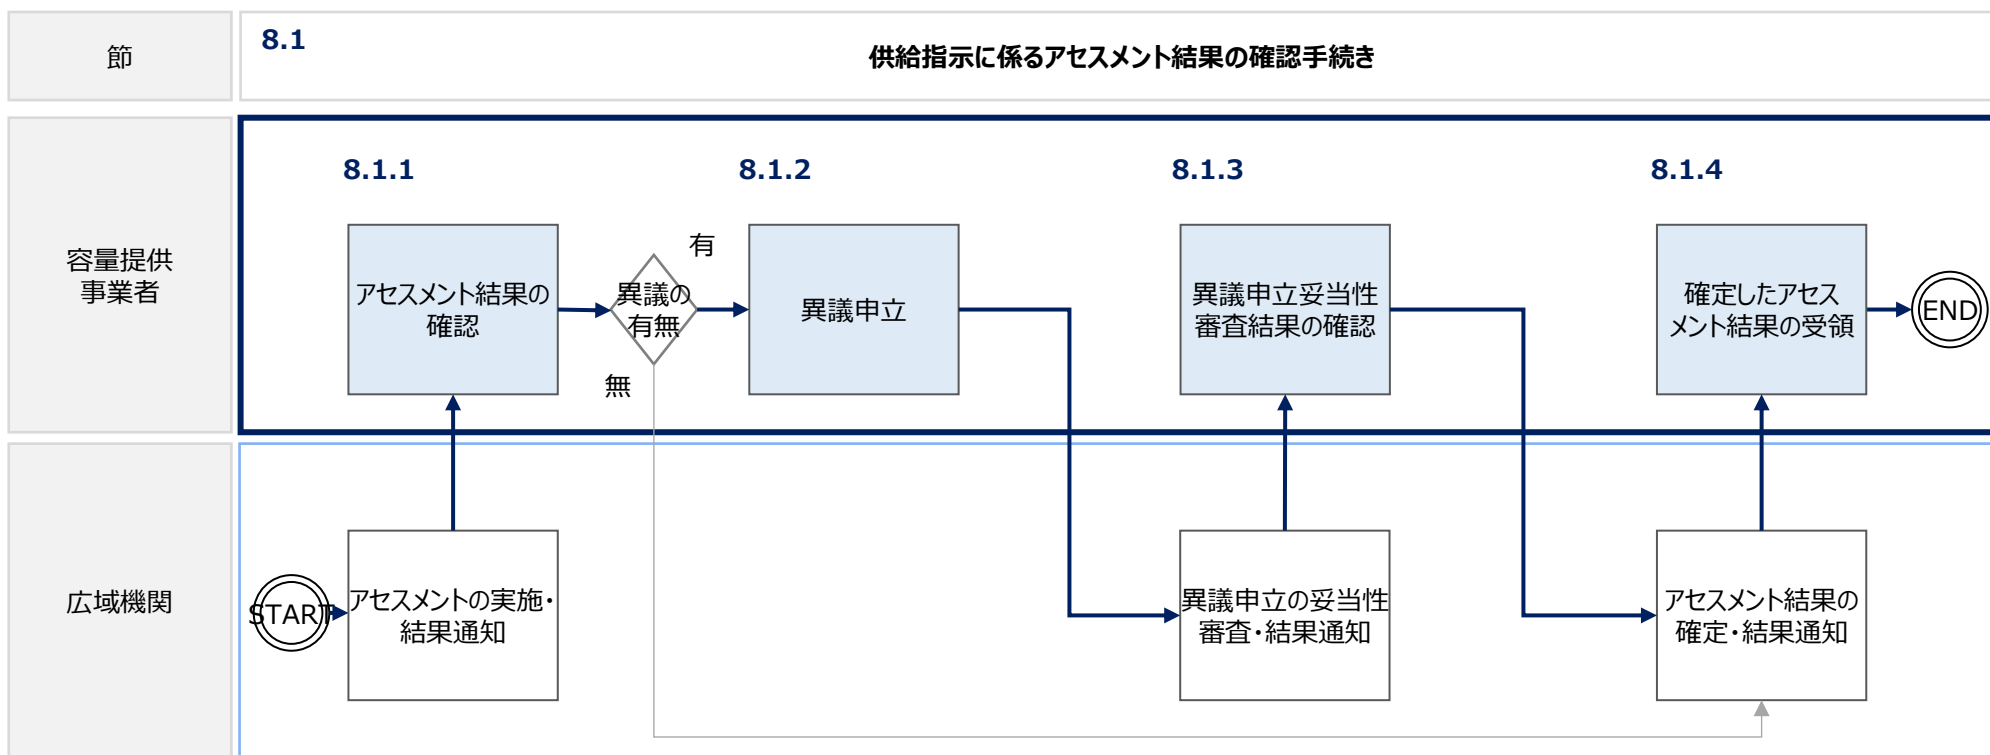 節
8.1
供給指示に係るアセスメント結果の確認手続き
容量提供
事業者
8.1.1
8.1.2
8.1.3
8.1.4
アセスメント結果の
確認
異議の
有無
有
無
異議申立
異議申立妥当性
審査結果の確認
確定したアセス
メント結果の受領
END
広域機関
START
アセスメントの実施・
結果通知
異議申立の妥当性
審査・結果通知
アセスメント結果の
確定・結果通知